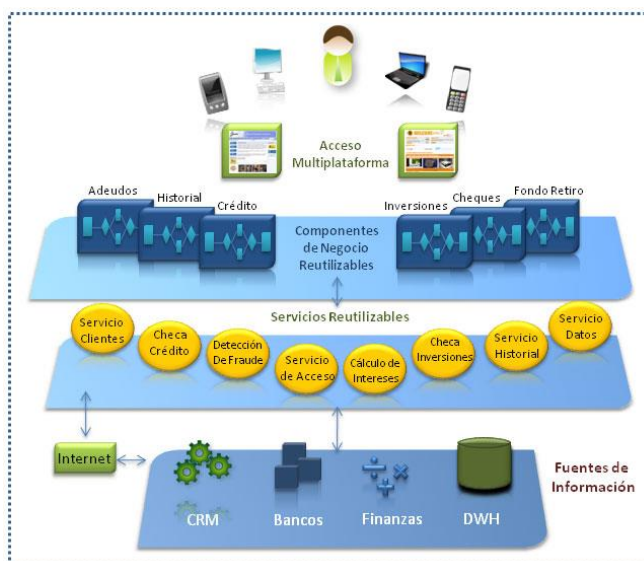 Acceso
Multiplataforma
Adeudos
Historial
Crédito
Inversiones
Cheques
Fondo Retiro
Componentes
de Negocio
Reutilizables
Servicios Reutilizables
Servicio
Clientes
Checa
Crédito
Detección
De Fraude
Servicio
de Acceso
Cálculo de
Intereses
Checa
Inversiones
Servicio
Historial
Servicio
Datos
Internet
Fuentes de
Información
CRM
Bancos
Finanzas
DWH